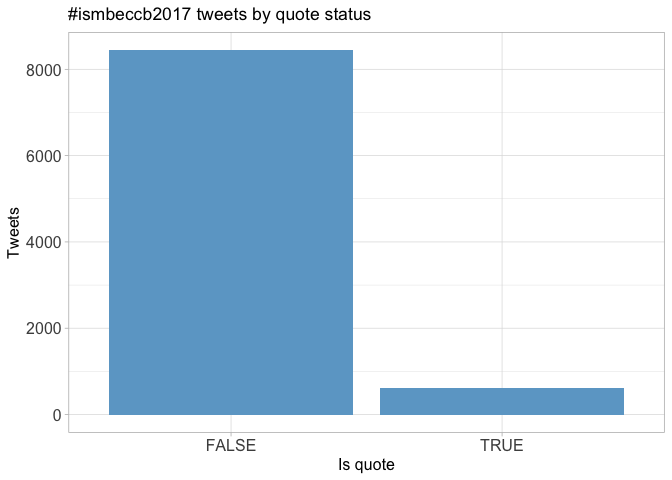 #ismbeccb2017 tweets by quote status
Tweets
8000
6000
4000
2000
0
FALSE TRUE
Is quote